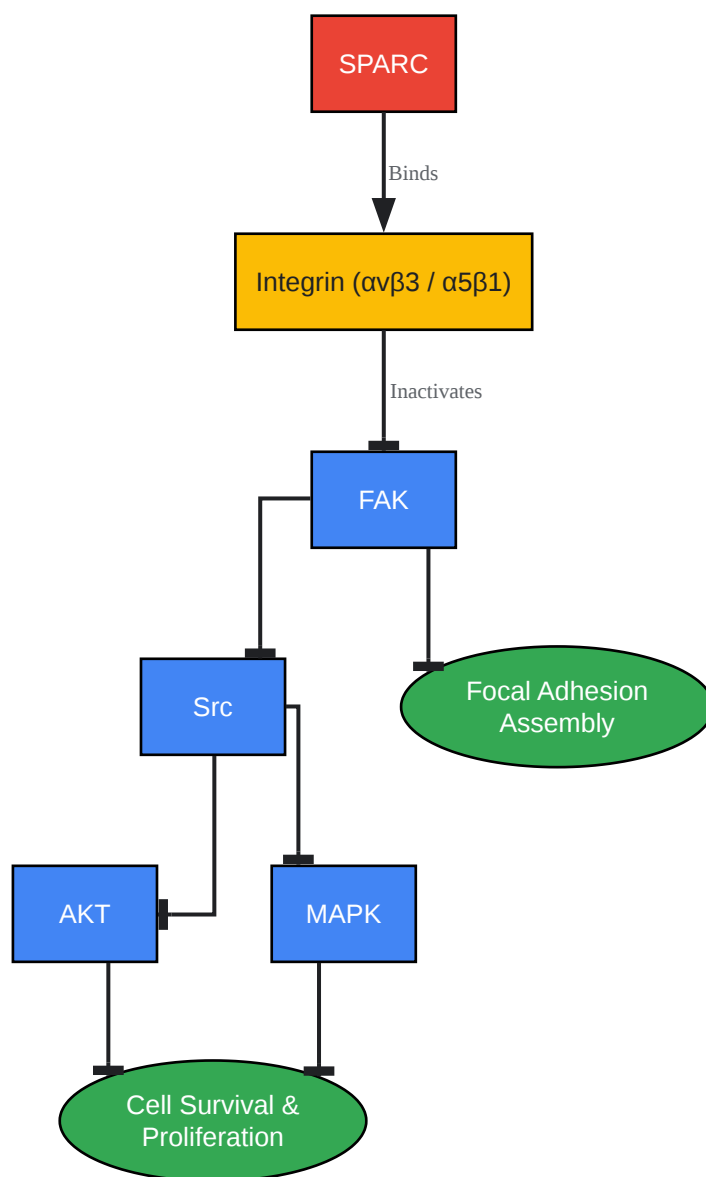 SPARC
Binds
Integrin (αvβ3 / α5β1)
Inactivates
FAK
Src
Focal Adhesion
Assembly
AKT
MAPK
Cell Survival &
Proliferation